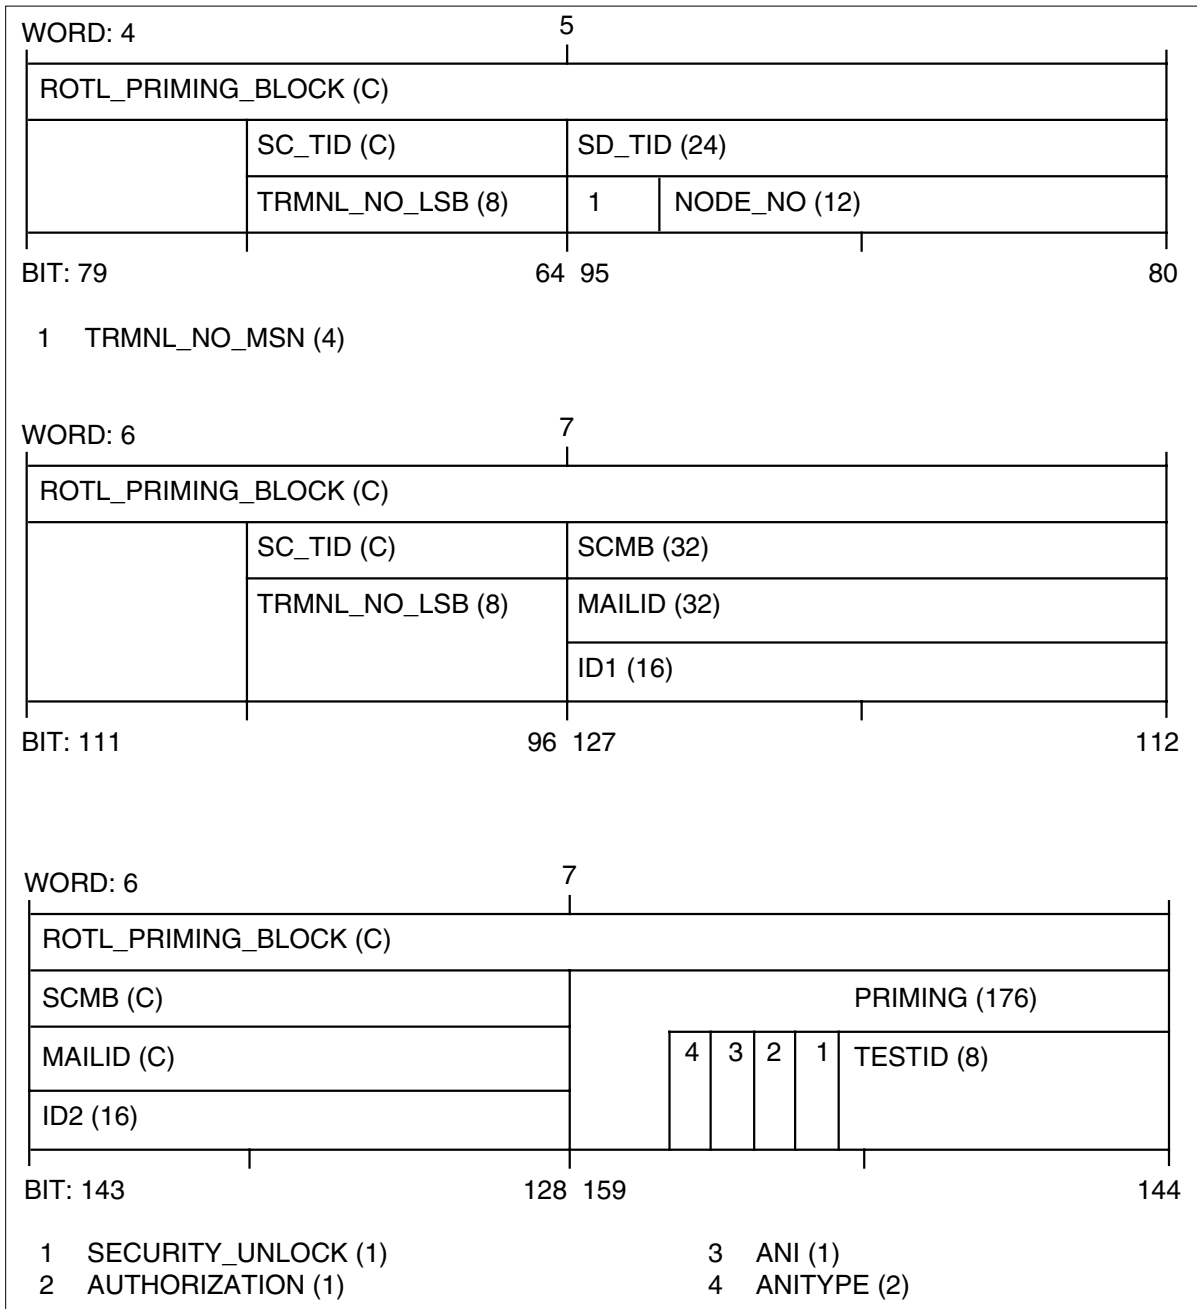 WORD: 4 5
ROTL_PRIMING_BLOCK (C)
SC_TID (C) SD_TID (24)
TRMNL_NO_LSB (8) 1 NODE_NO (12)
BIT: 79 64 95 80
1 TRMNL_NO_MSN (4)
WORD: 6 7
ROTL_PRIMING_BLOCK (C)
SC_TID (C) SCMB (32)
TRMNL_NO_LSB (8) MAILID (32)
ID1 (16)
BIT: 111 96 127 112
WORD: 6 7
ROTL_PRIMING_BLOCK (C)
SCMB (C) PRIMING (176)
MAILID (C) 4 3 2 1 TESTID (8)
ID2 (16)
BIT: 143 128 159 144
1 SECURITY_UNLOCK (1) 3 ANI (1)
2 AUTHORIZATION (1) 4 ANITYPE (2)